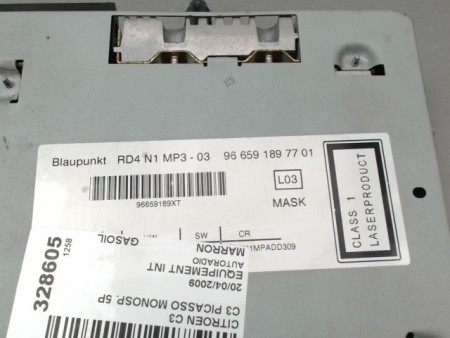 Blaupunkt RD4 N1 MP3 - 03 96 659 189 77 01
96659189XT
L03
MASK
SW CR
CLASS 1
LASERPRODUCT
328605
1258
GASOIL
MARRON
AUTORADIO
EQUIPEMENT INT
20/04/2009
C3 PICASSO MONOSP, 5P
CITROEN C3